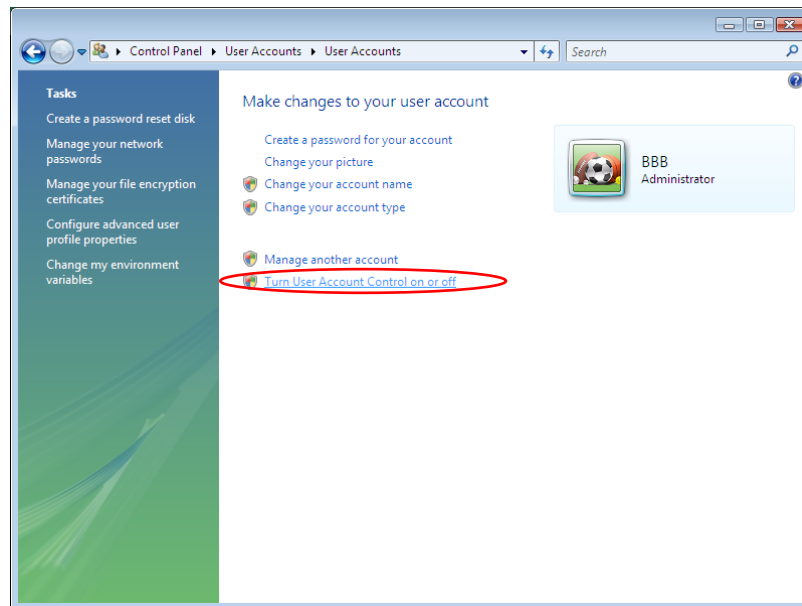 Control Panel User Accounts User Accounts
Search
Tasks
Create a password reset disk
Manage your network
passwords
Manage your file encryption
certificates
Configure advanced user
profile properties
Change my environment
variables
Make changes to your user account
Create a password for your account
Change your picture
Change your account name
Change your account type
Manage another account
Turn User Account Control on or off
BBB
Administrator